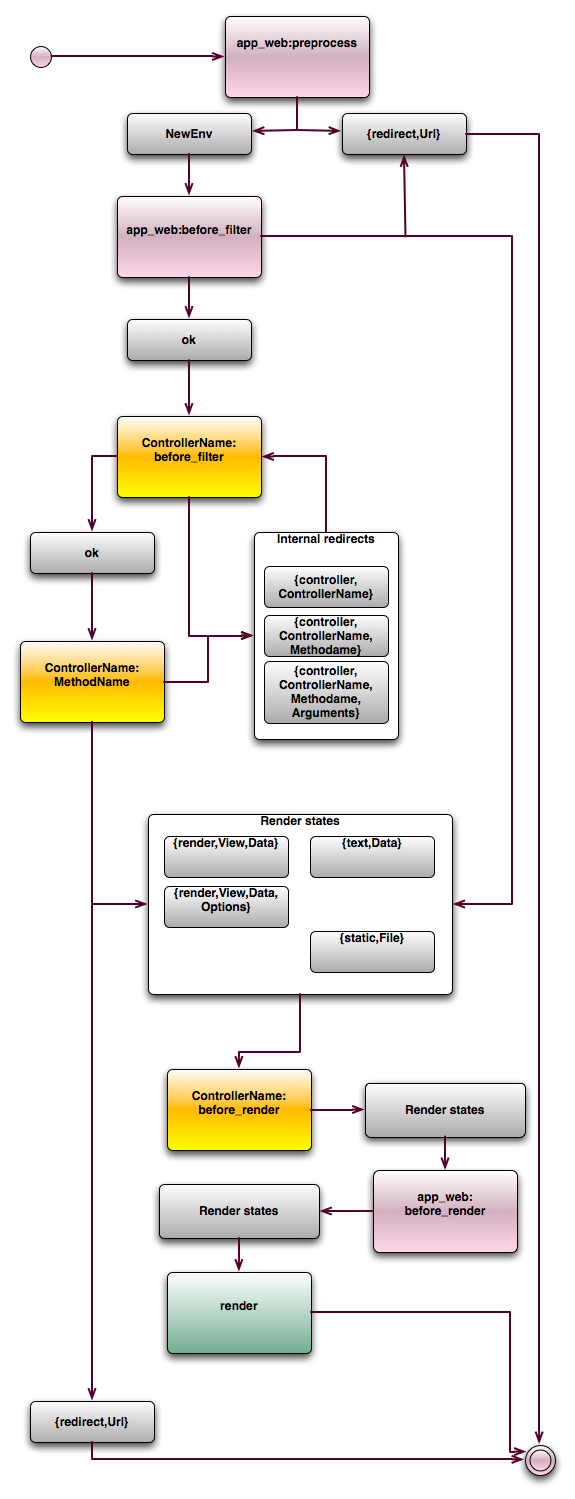 app_web:preprocess
NewEnv
{redirect,Url}
app_web:before_filter
ok
ControllerName:
before_filter
ok
Internal redirects
{controller,
ControllerName}
{controller,
ControllerName,
Methodame}
{controller,
ControllerName,
Methodame,
Arguments}
ControllerName:
MethodName
Render states
{render,View,Data}
{text,Data}
{render,View,Data,
Options}
{static,File}
ControllerName:
before_render
Render states
app_web:
before_render
Render states
render
{redirect,Url}